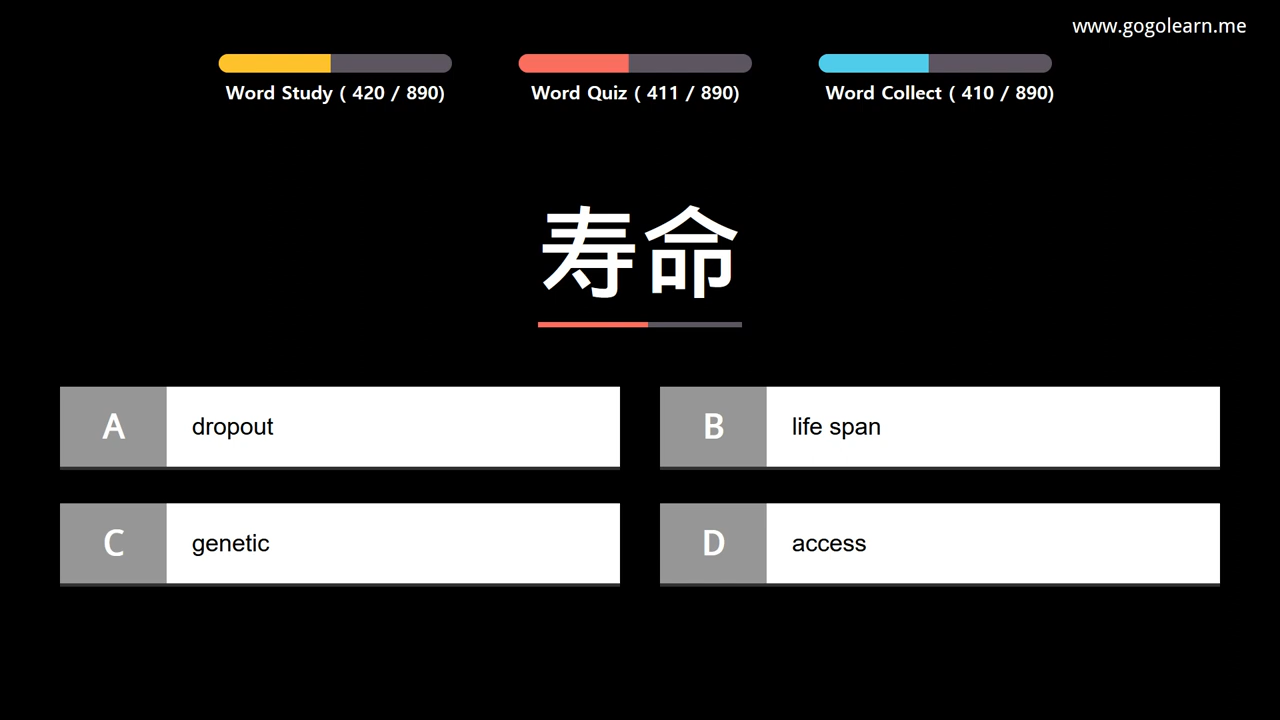 www.gogolearn.me
Word Study ( 420 / 890)
Word Quiz ( 411 / 890)
Word Collect ( 410 / 890)
寿命
A dropout
B life span
C genetic
D access